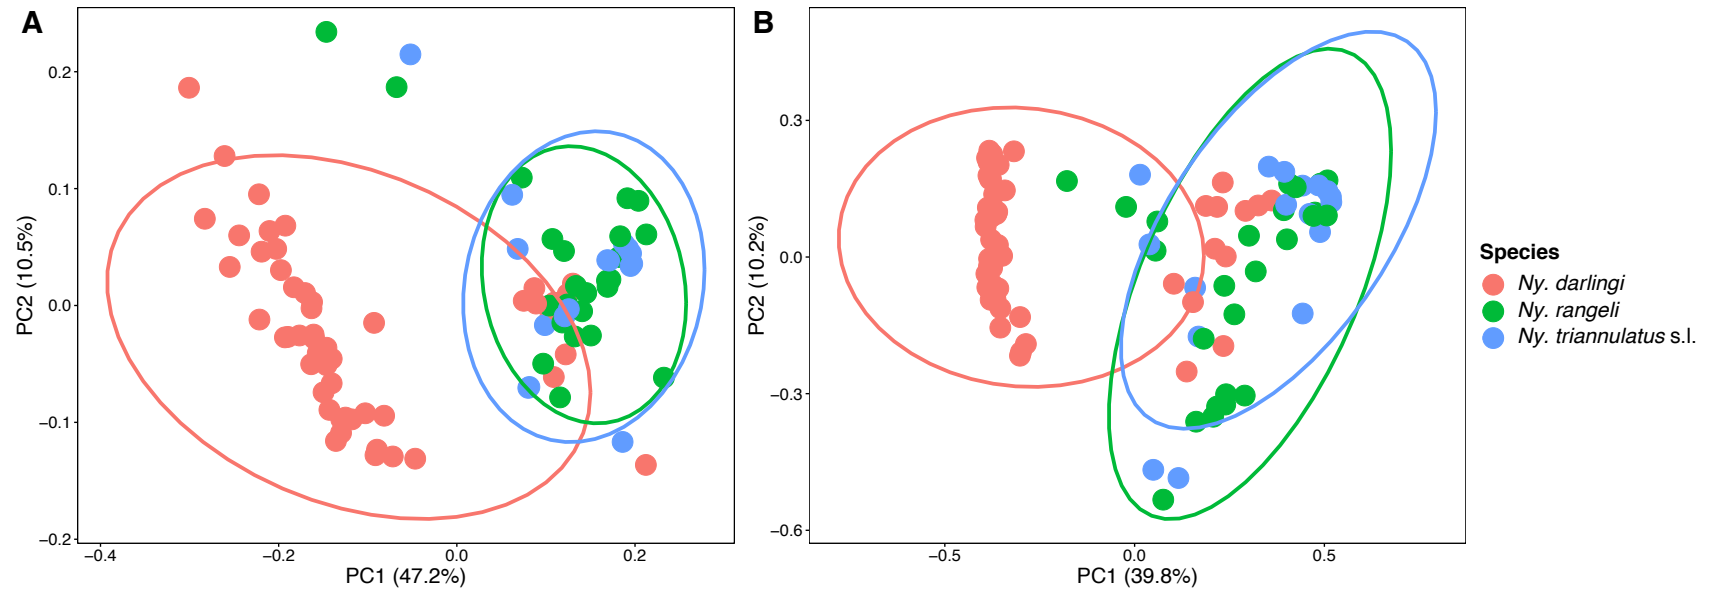 A
B
0.2
0.1
0.0
−0.1
−0.2
PC2 (10.5%)
−0.4
−0.2
0.0
0.2
PC1 (47.2%)
0.3
0.0
−0.3
−0.6
PC2 (10.2%)
−0.5
0.0
0.5
PC1 (39.8%)
Species
Ny. darlingi
Ny. rangeli
Ny. triannulatus s.l.